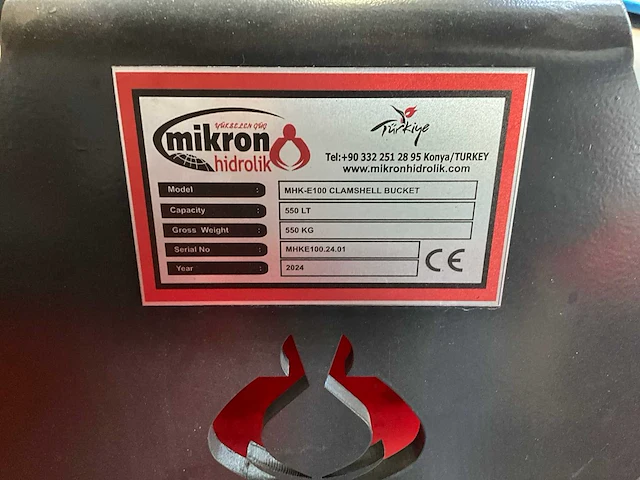 YÜKSELEN GÜÇ
mikron
hidrolik
Türkiye
Tel:+90 332 251 28 95 Konya/TURKEY
www.mikronhidrolik.com
Model : MHK-E100 CLAMSHELL BUCKET
Capacity : 550 LT
Gross Weight : 550 KG
Serial No : MHKE100.24.01
Year : 2024
CE